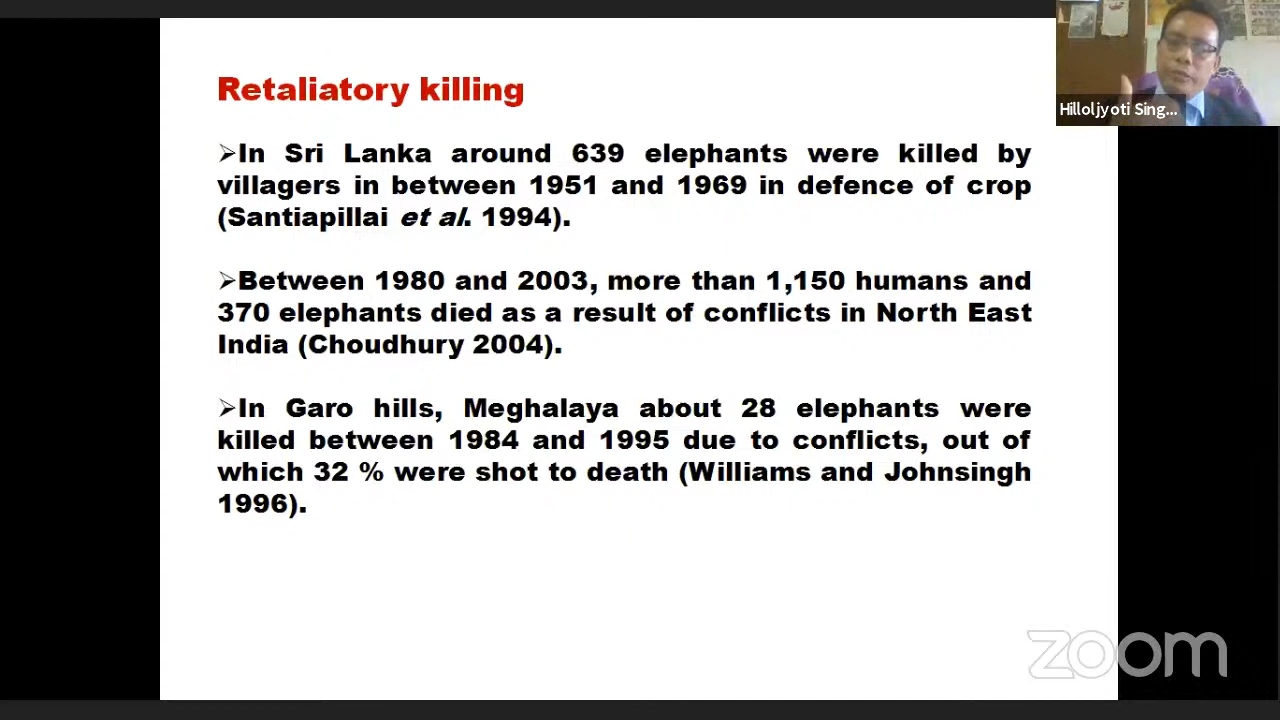 Retaliatory killing
Hilloljyoti Sing...
➢In Sri Lanka around 639 elephants were killed by
villagers in between 1951 and 1969 in defence of crop
(Santiapillai et al. 1994).
➢Between 1980 and 2003, more than 1,150 humans and
370 elephants died as a result of conflicts in North East
India (Choudhury 2004).
➢In Garo hills, Meghalaya about 28 elephants were
killed between 1984 and 1995 due to conflicts, out of
which 32 % were shot to death (Williams and Johnsingh
1996).
zoom